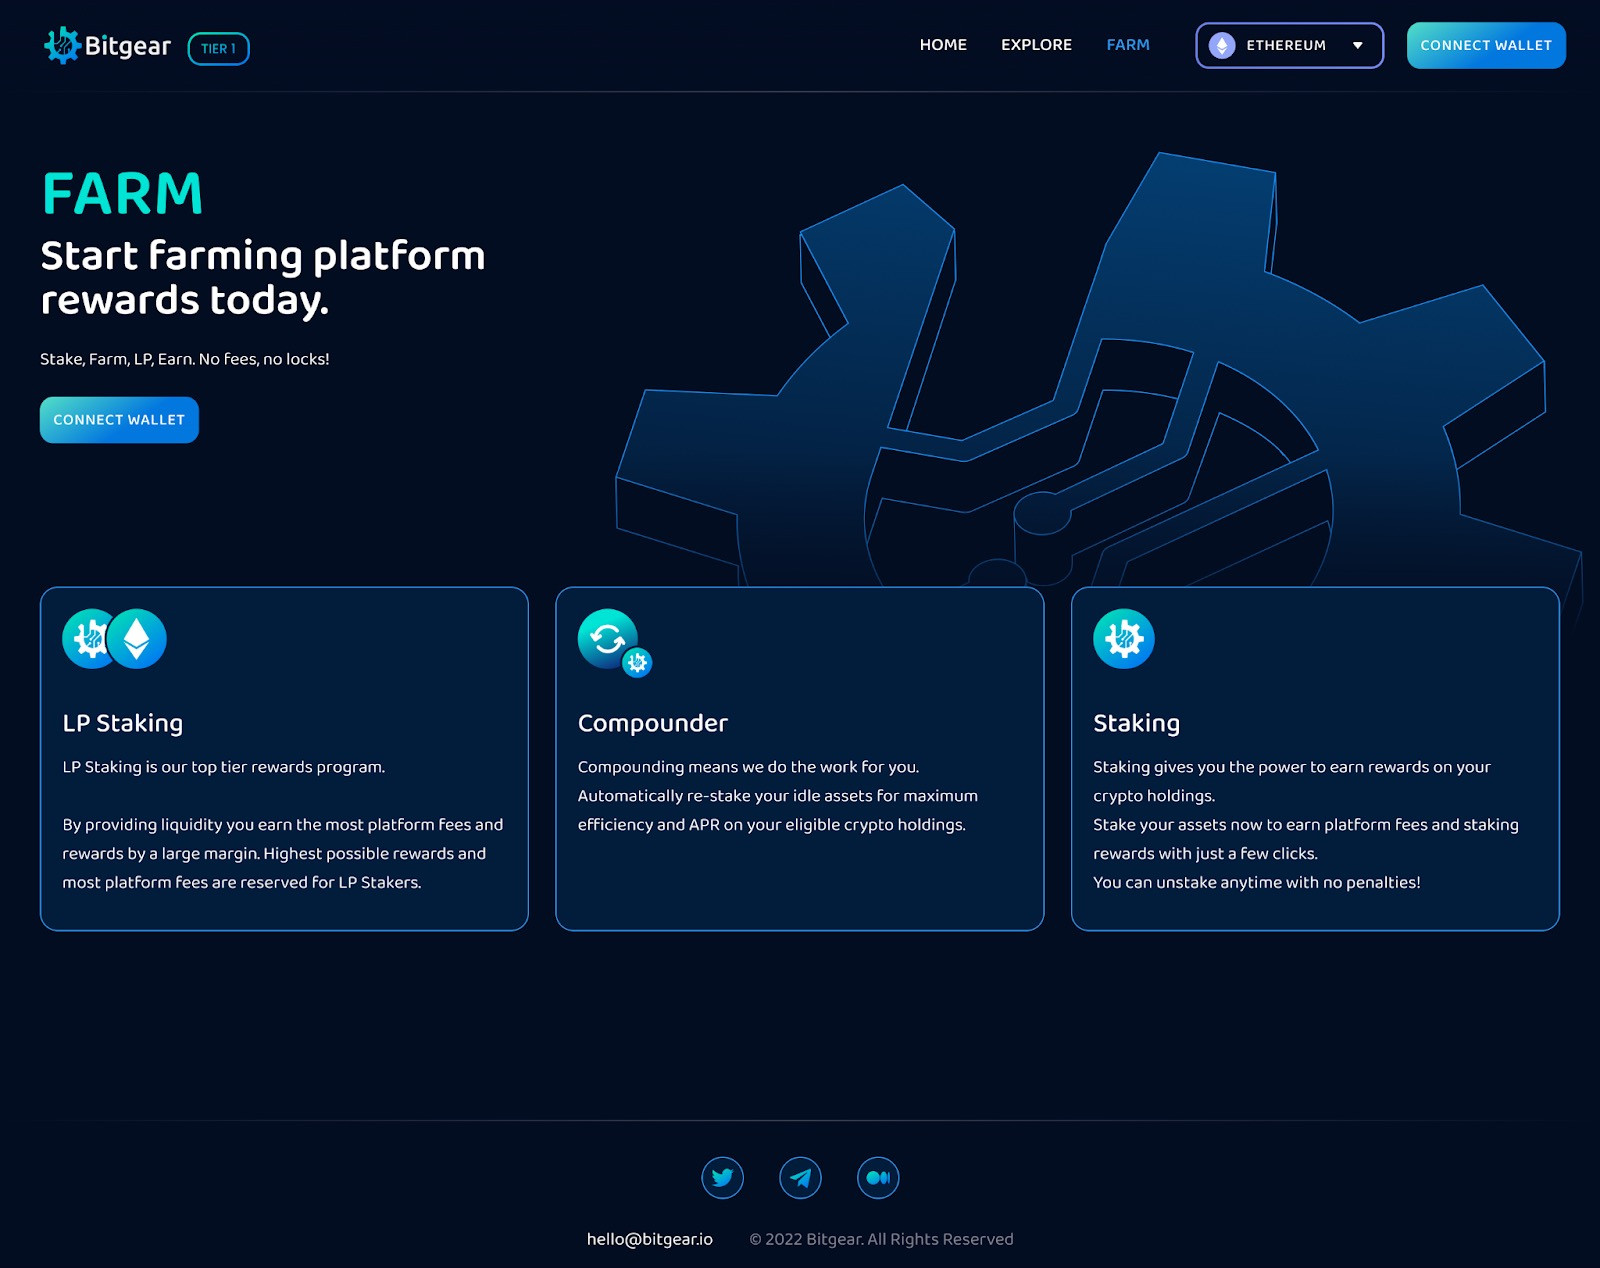 Bitgear TIER 1 HOME EXPLORE FARM ETHEREUM CONNECT WALLET
FARM
Start farming platform
rewards today.
Stake, Farm, LP, Earn. No fees, no locks!
CONNECT WALLET
LP Staking
LP Staking is our top tier rewards program.
By providing liquidity you earn the most platform fees and
rewards by a large margin. Highest possible rewards and
most platform fees are reserved for LP Stakers.
Compounder
Compounding means we do the work for you.
Automatically re-stake your idle assets for maximum
efficiency and APR on your eligible crypto holdings.
Staking
Staking gives you the power to earn rewards on your
crypto holdings.
Stake your assets now to earn platform fees and staking
rewards with just a few clicks.
You can unstake anytime with no penalties!
hello@bitgear.io © 2022 Bitgear. All Rights Reserved